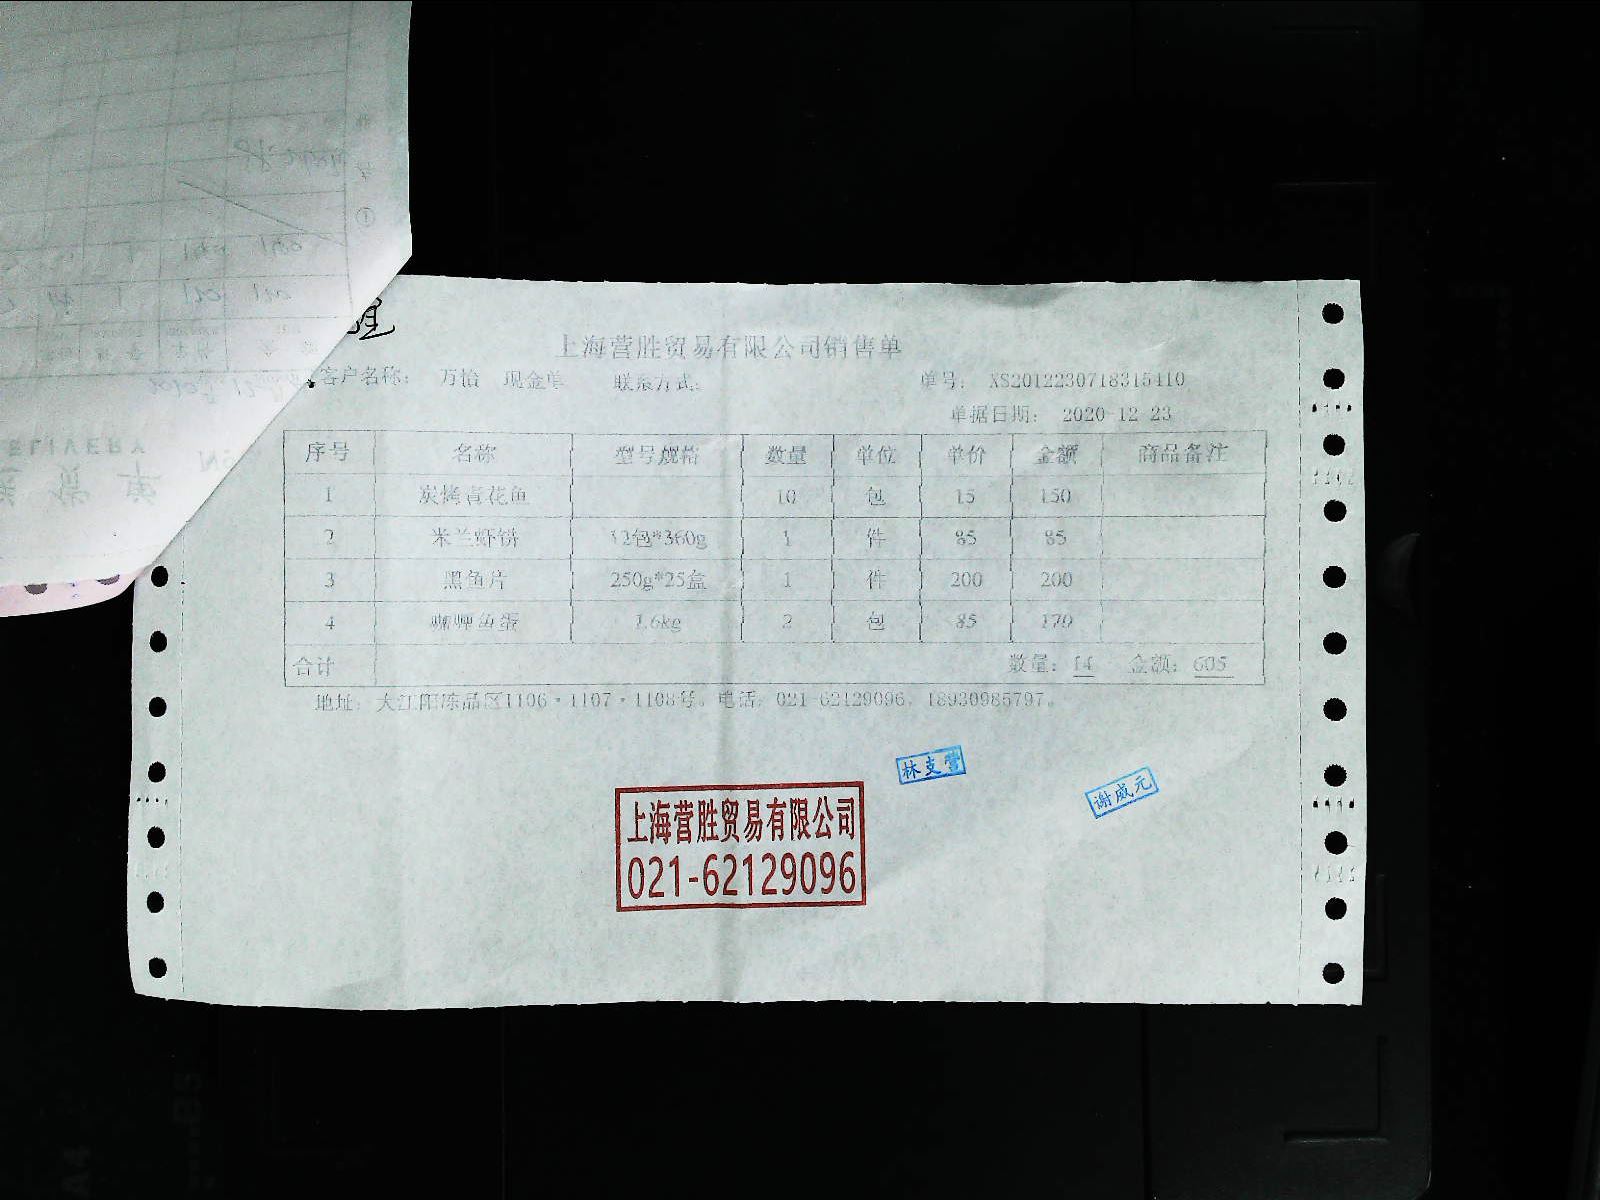 上海营胜贸易有限公司销售单
客户名称： 万怡 现金单 联系方式： 单号： XS2012230718315410
单据日期： 2020-12-23
序号 名称 型号规格 数量 单位 单价 金额 商品备注
1 炭烤青花鱼 10 包 15 150
2 米兰虾饼 12包*360g 1 件 85 85
3 黑鱼片 250g*25盒 1 件 200 200
4 咖喱鱼蛋 1.6kg 2 包 85 170
合计 数量：14 金额：605
地址：大江阳冻品区1106·1107·1108号。电话：021-62129096，18930985797。
林支营
谢威元
上海营胜贸易有限公司
021-62129096